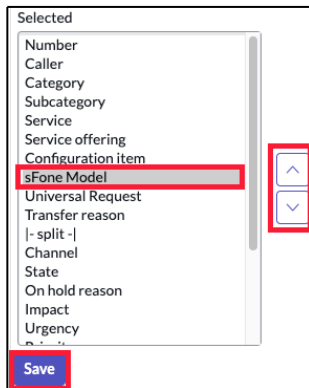 Selected
Number
Caller
Category
Subcategory
Service
Service offering
Configuration item
sFone Model
Universal Request
Transfer reason
|- split -|
Channel
State
On hold reason
Impact
Urgency
Save